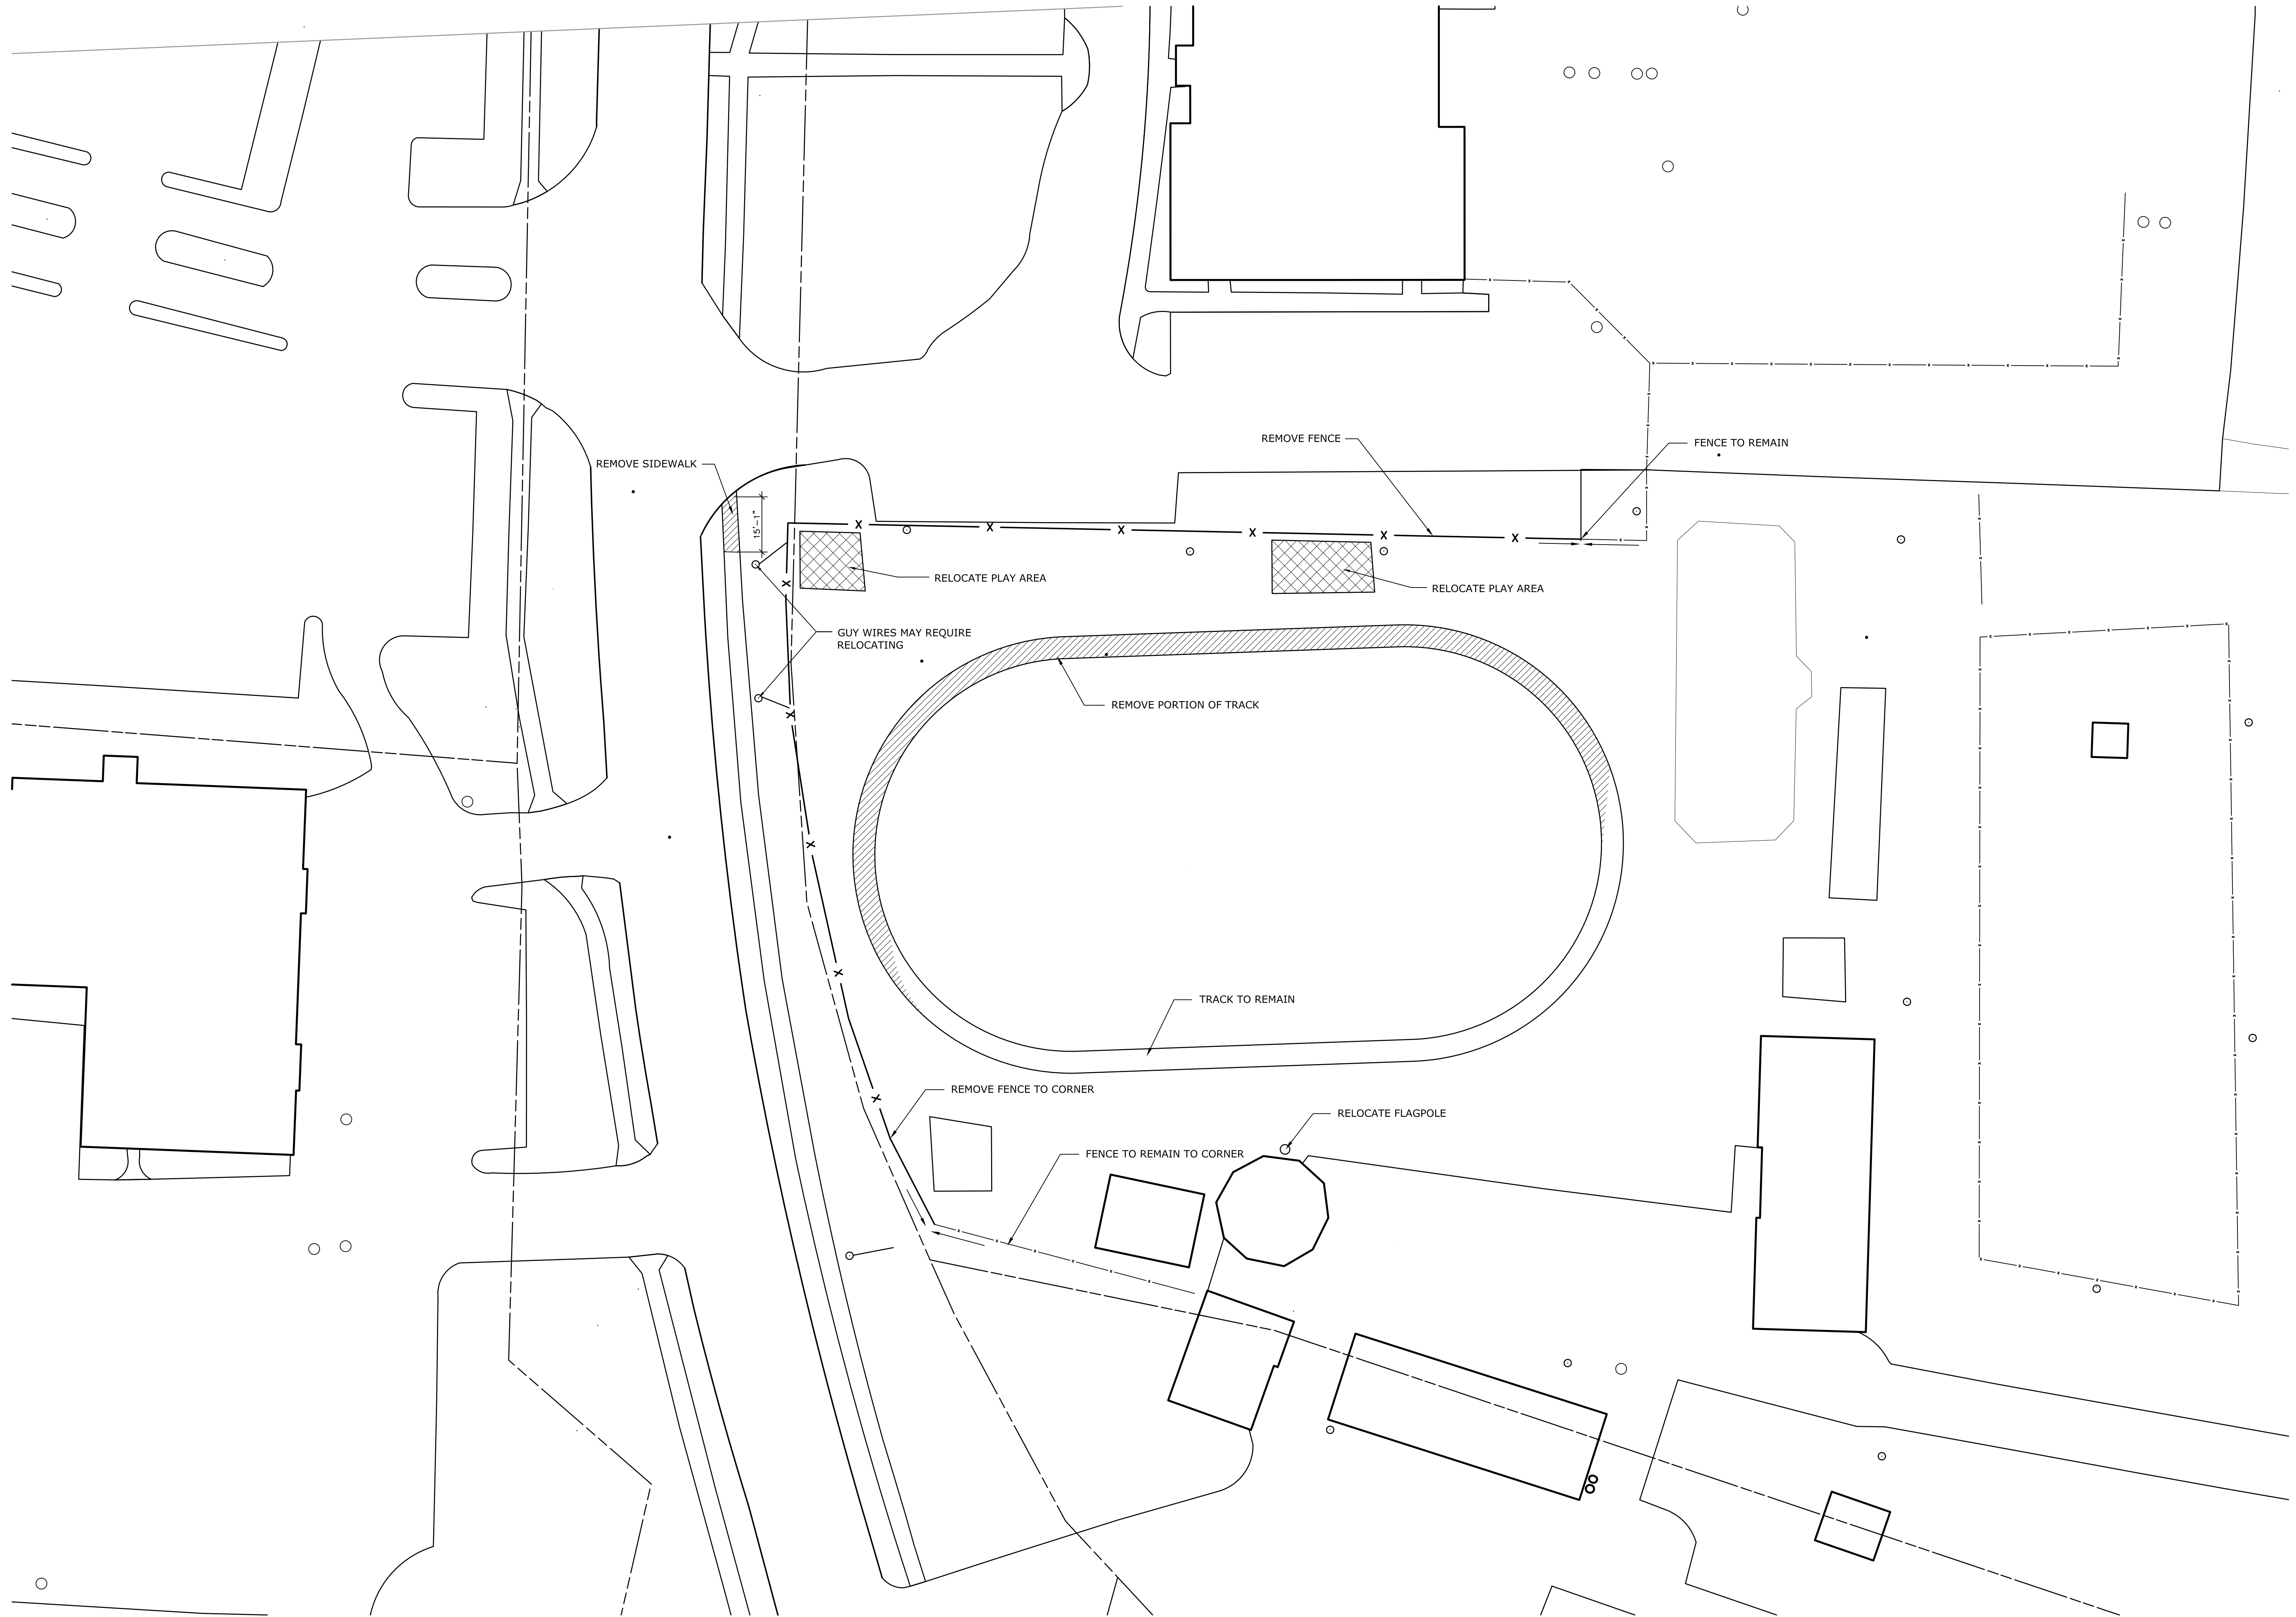 REMOVE FENCE
FENCE TO REMAIN
REMOVE SIDEWALK
15'-1"
RELOCATE PLAY AREA
RELOCATE PLAY AREA
GUY WIRES MAY REQUIRE
RELOCATING
REMOVE PORTION OF TRACK
TRACK TO REMAIN
REMOVE FENCE TO CORNER
RELOCATE FLAGPOLE
FENCE TO REMAIN TO CORNER